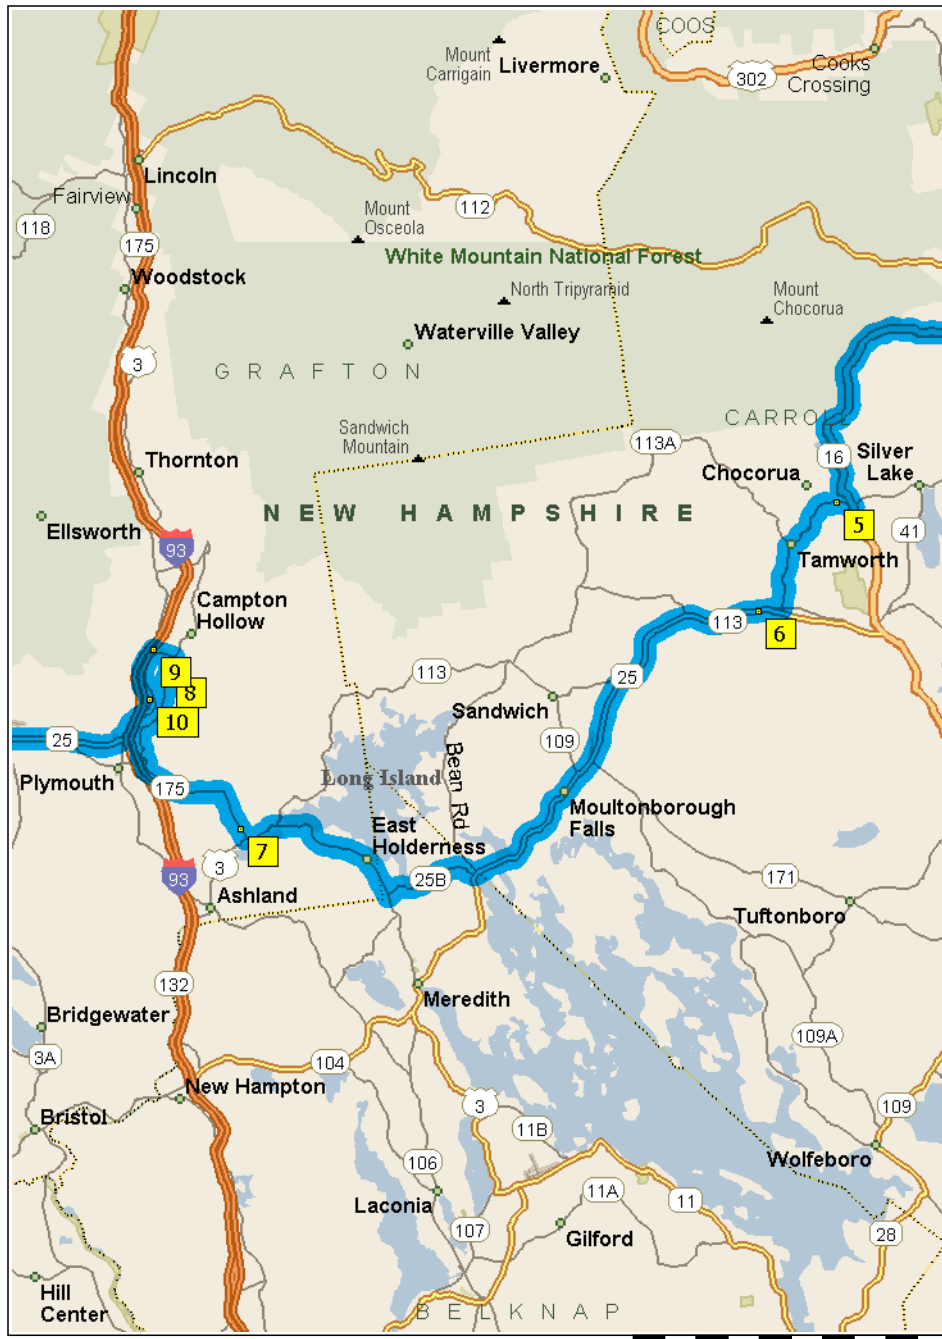 COOS
Mount
Carrigain
Livermore
302
Cooks
Crossing
Lincoln
Fairview
118
175
112
Mount
Osceola
White Mountain National Forest
Woodstock
North Tripyramid
Mount
Chocorua
Waterville Valley
3
GRAFTON
CARROLL
Sandwich
Mountain
113A
16
Silver
Lake
Thornton
Chocorua
NEW HAMPSHIRE
Ellsworth
5
41
93
Tamworth
Campton
Hollow
113
6
9
113
25
8
Sandwich
10
25
109
Bean Rd
Plymouth
175
Long Island
Moultonborough
Falls
East
Holderness
7
3
93
25B
171
Ashland
Tuftonboro
132
Meredith
Bridgewater
109A
3A
104
New Hampton
3
109
Bristol
11B
106
Wolfeboro
Laconia
11A
11
107
Gilford
28
Hill
Center
BELKNAP